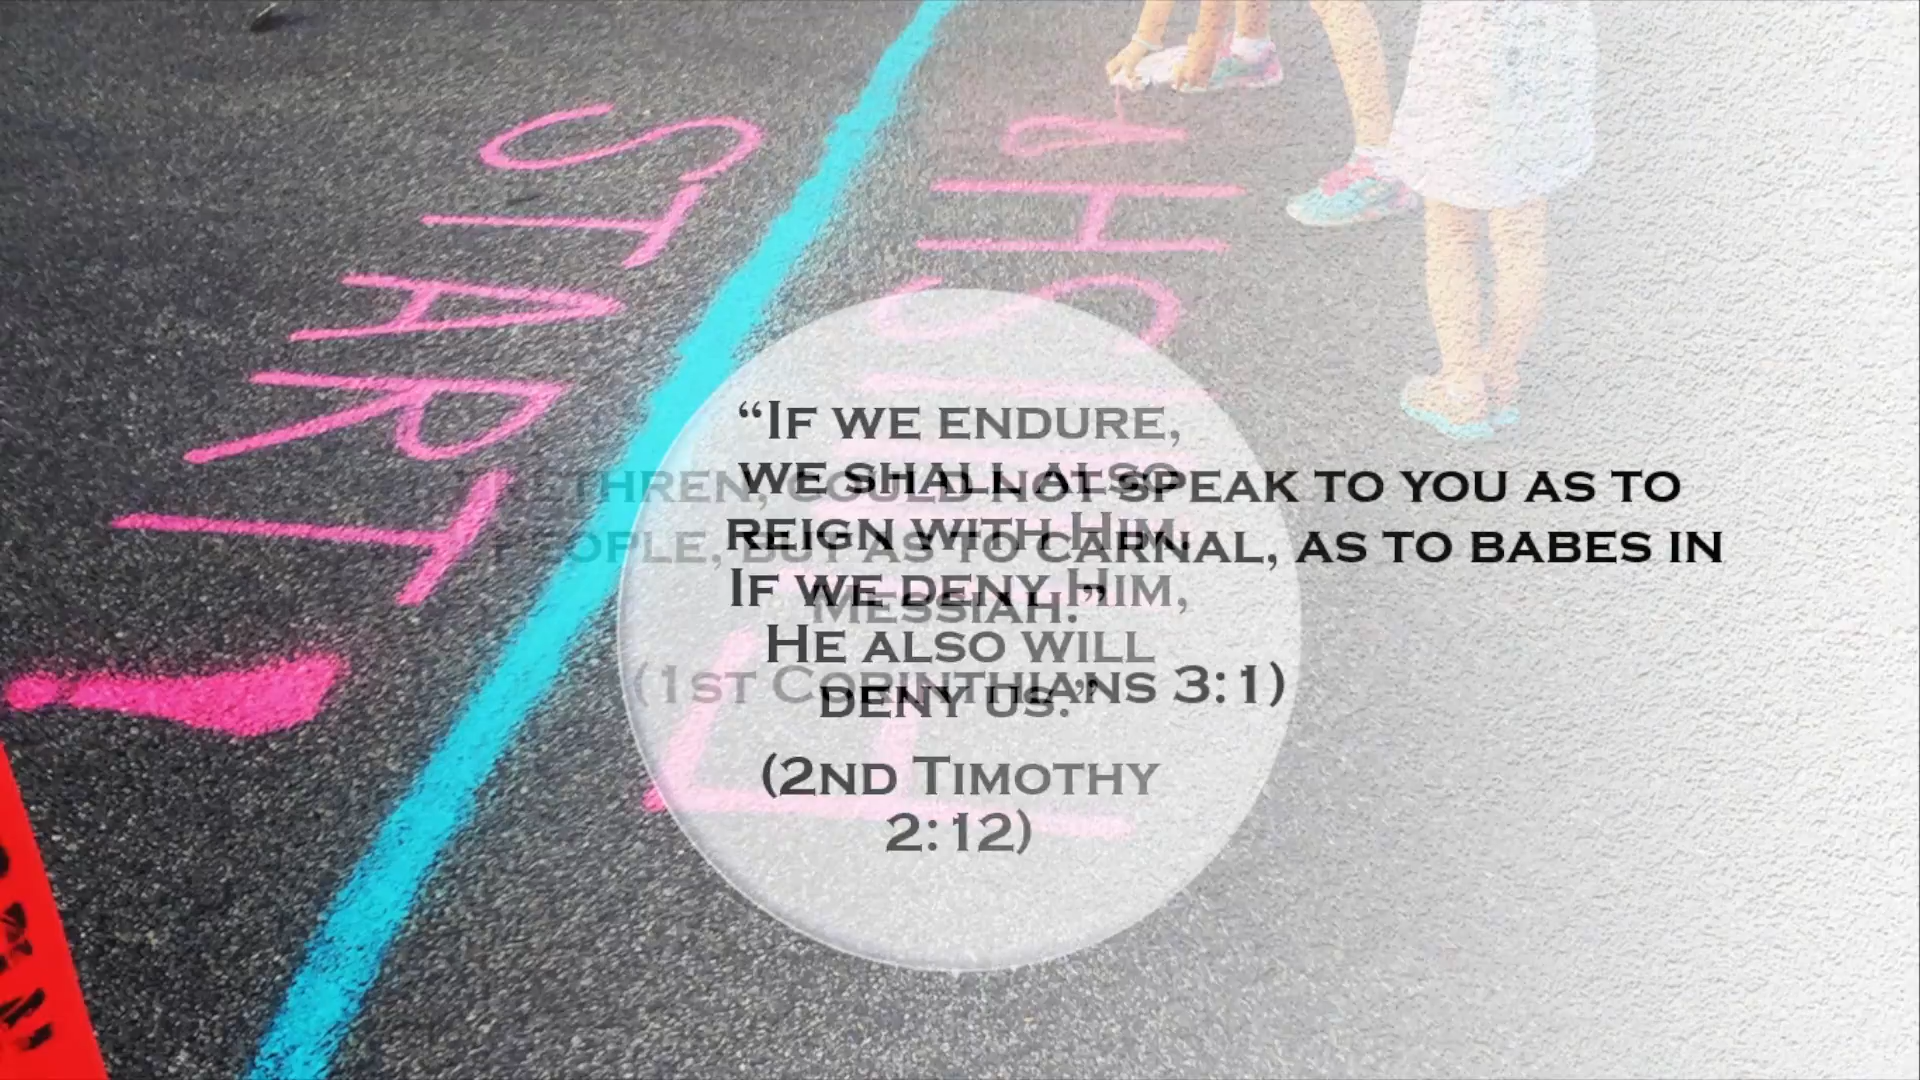 START
“If we endure,
we shall also
reign with Him.
If we deny Him,
He also will
deny us.”
(2nd Timothy
2:12)
brethren, could not speak to you as to
people, but as to carnal, as to babes in
Messiah.”
(1st Corinthians 3:1)